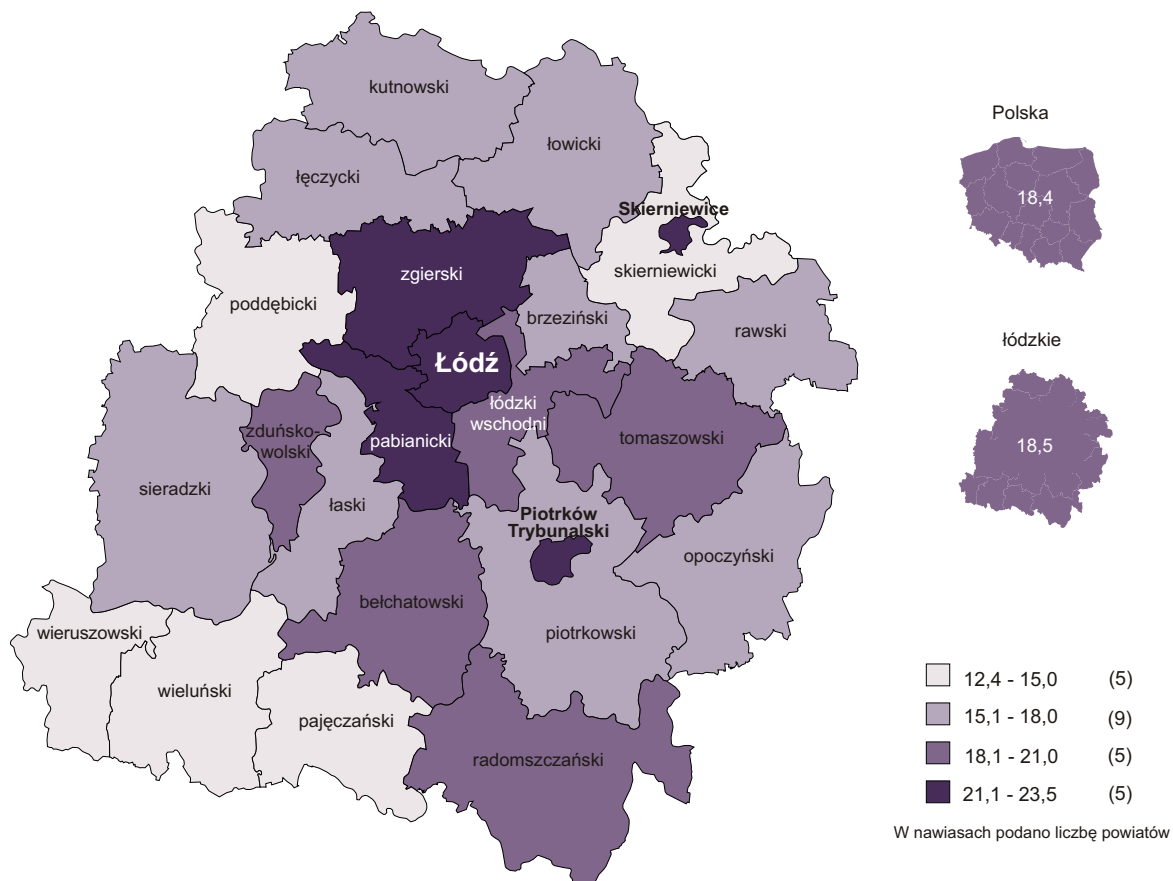 kutnowski
łowicki
łęczycki
Skierniewice
zgierski
skierniewicki
poddębicki
brzeziński
rawski
Łódź
łódzki
wschodni
zduńsko-
wolski
pabianicki
tomaszowski
sieradzki
łaski
Piotrków
Trybunalski
opoczyński
bełchatowski
piotrkowski
wieruszowski
wieluński
pajęczański
radomszczański
Polska
18,4
łódzkie
18,5
12,4 - 15,0 (5)
15,1 - 18,0 (9)
18,1 - 21,0 (5)
21,1 - 23,5 (5)
W nawiasach podano liczbę powiatów